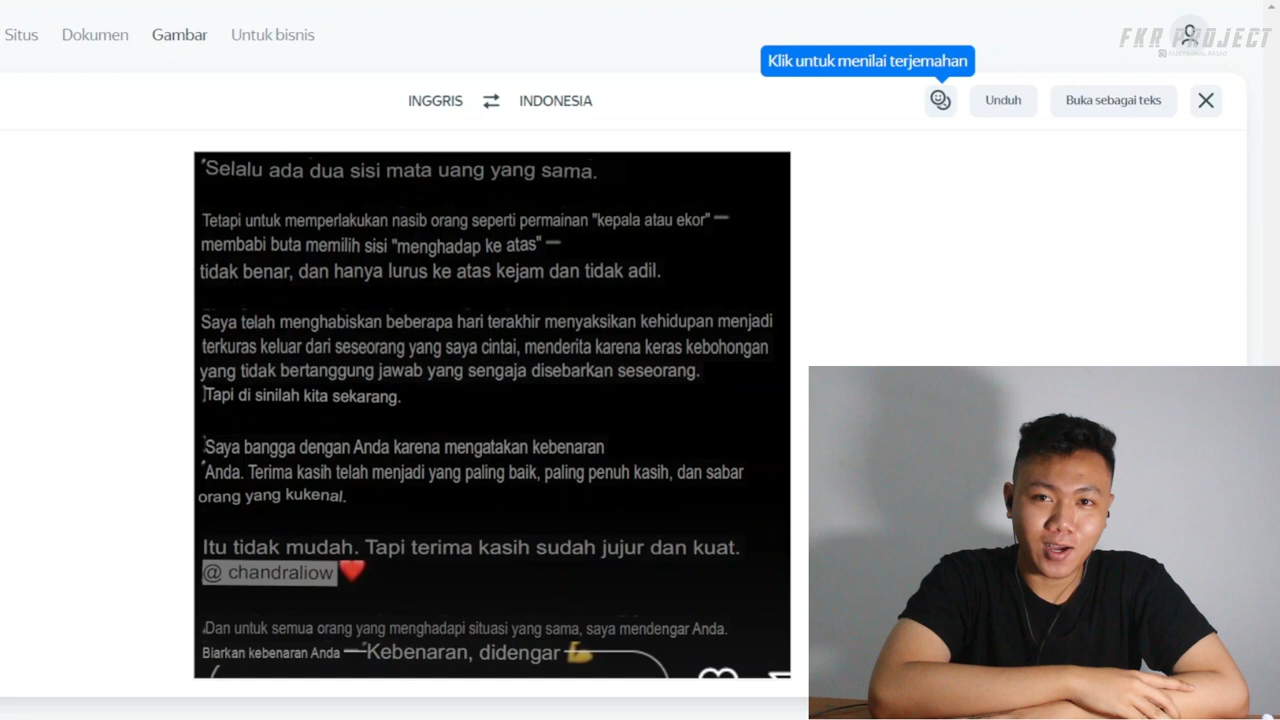 Situs Dokumen Gambar Untuk bisnis
FKR PROJECT
Klik untuk menilai terjemahan
INGGRIS INDONESIA Unduh Buka sebagai teks
"Selalu ada dua sisi mata uang yang sama.
Tetapi untuk memperlakukan nasib orang seperti permainan "kepala atau ekor" —
membabi buta memilih sisi "menghadap ke atas" —
tidak benar, dan hanya lurus ke atas kejam dan tidak adil.
Saya telah menghabiskan beberapa hari terakhir menyaksikan kehidupan menjadi
terkuras keluar dari seseorang yang saya cintai, menderita karena keras kebohongan
yang tidak bertanggung jawab yang sengaja disebarkan seseorang.
Tapi di sinilah kita sekarang.
Saya bangga dengan Anda karena mengatakan kebenaran
Anda. Terima kasih telah menjadi yang paling baik, paling penuh kasih, dan sabar
orang yang kukenal.
Itu tidak mudah. Tapi terima kasih sudah jujur dan kuat.
@ chandraliow ❤️
Dan untuk semua orang yang menghadapi situasi yang sama, saya mendengar Anda.
Biarkan kebenaran Anda — Kebenaran, didengar 💪